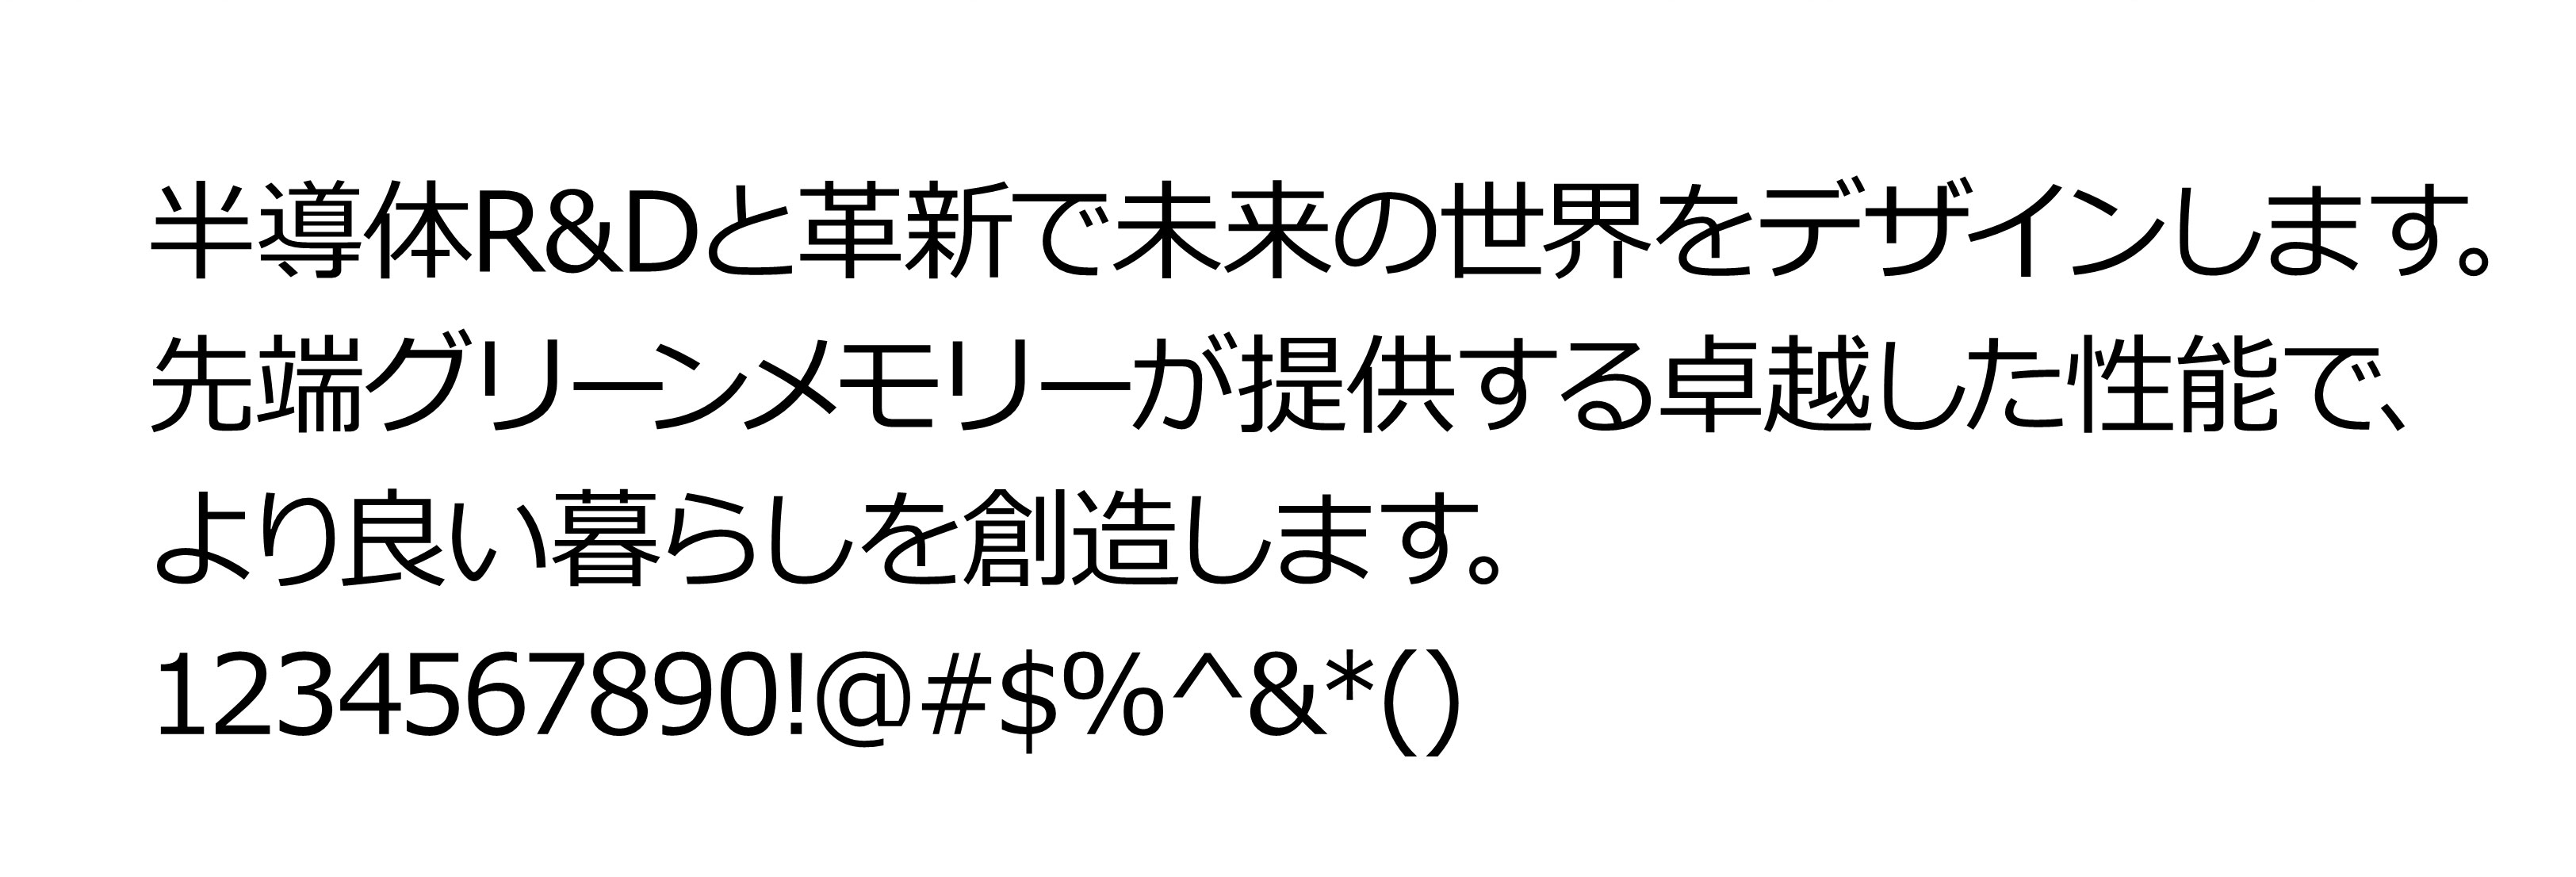 半導体R&Dと革新で未来の世界をデザインします。
先端グリーンメモリーが提供する卓越した性能で、
より良い暮らしを創造します。
1234567890!@#$%^&*()